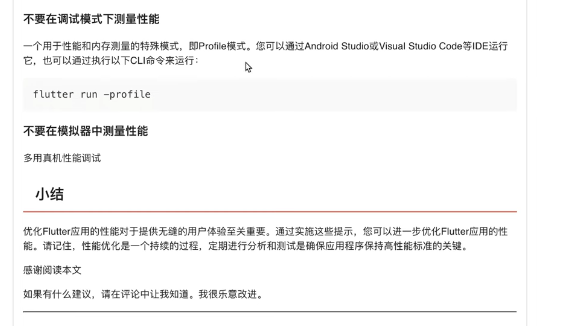 不要在调试模式下测量性能
一个用于性能和内存测量的特殊模式，即Profile模式。您可以通过Android Studio或Visual Studio Code等IDE运行
它，也可以通过执行以下CLI命令来运行：
flutter run –profile
不要在模拟器中测量性能
多用真机性能调试
小结
优化Flutter应用的性能对于提供无缝的用户体验至关重要。通过实施这些提示，您可以进一步优化Flutter应用的性
能。请记住，性能优化是一个持续的过程，定期进行分析和测试是确保应用程序保持高性能标准的关键。
感谢阅读本文
如果有什么建议，请在评论中让我知道。我很乐意改进。